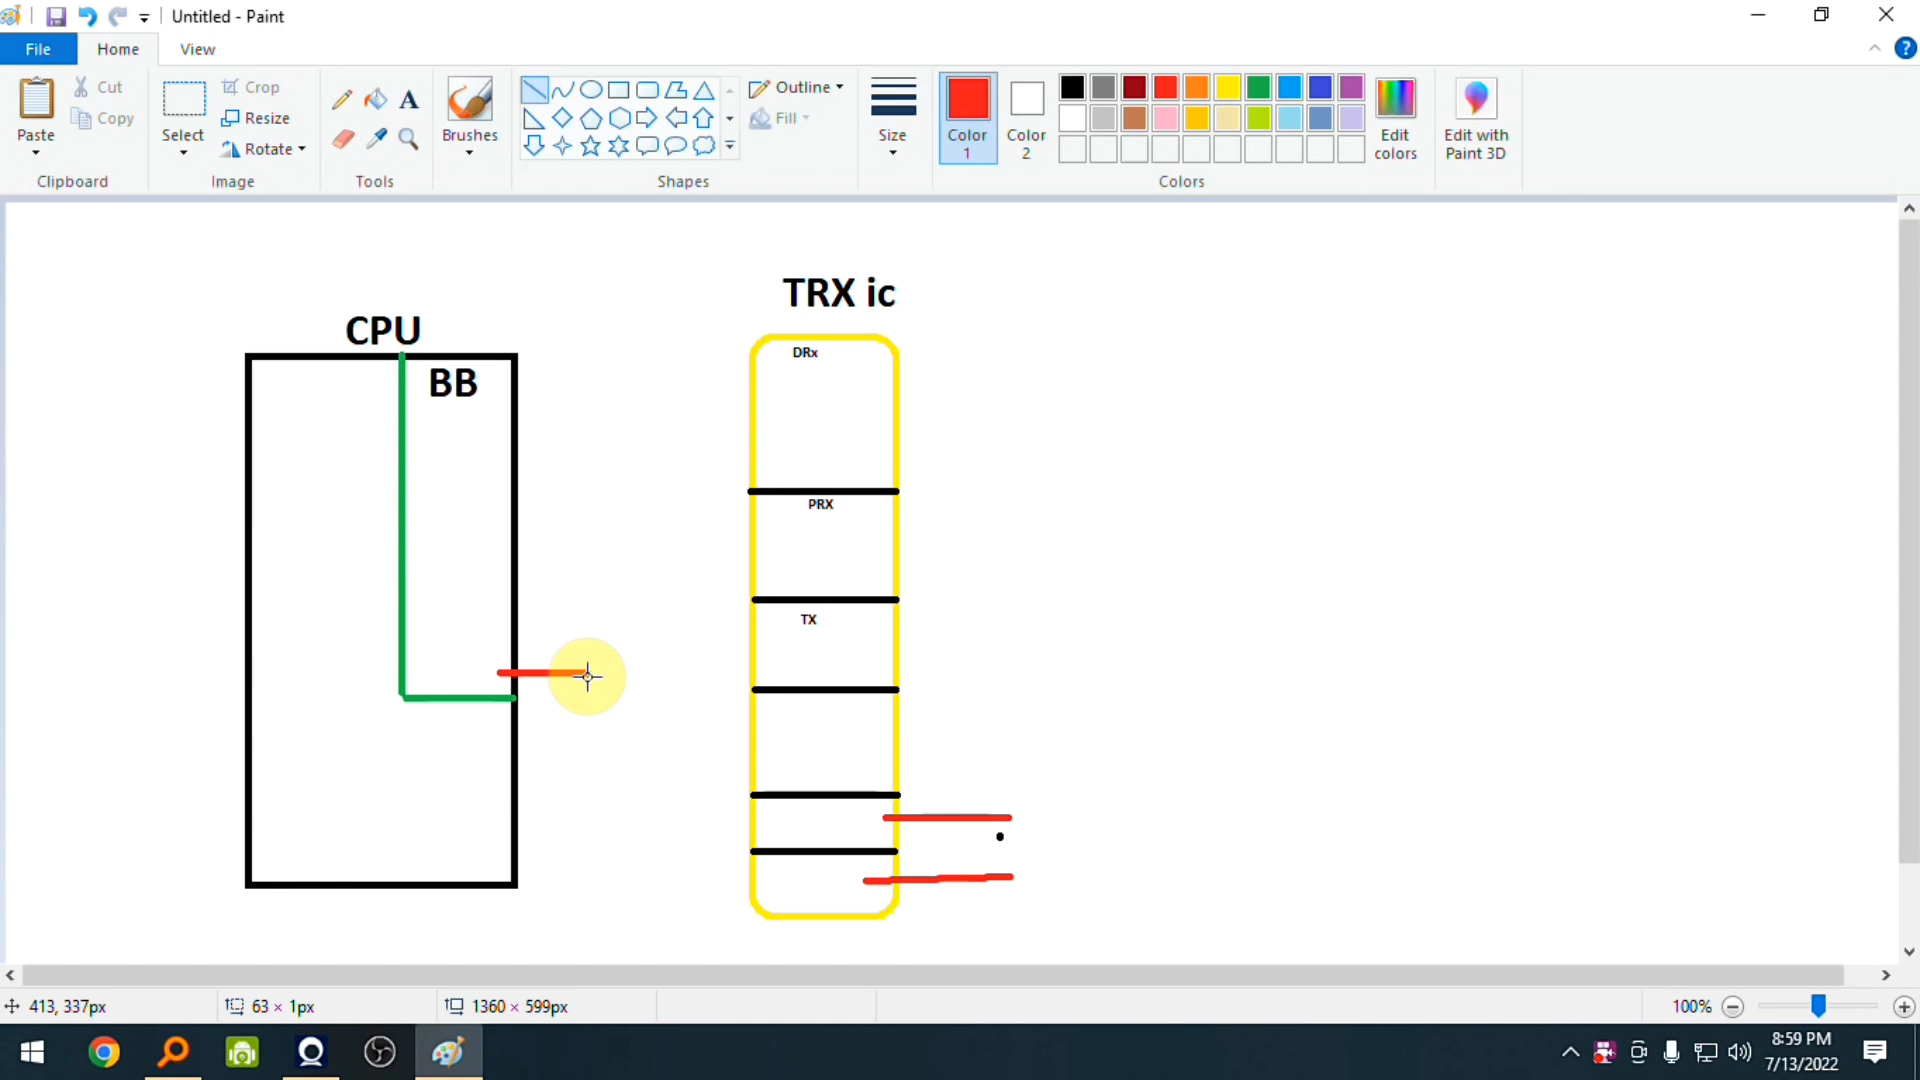 Untitled - Paint
File Home View
Paste
Cut
Copy
Clipboard
Select
Crop
Resize
Rotate
Image
Tools
Brushes
Outline
Fill
Shapes
Size
Color 1
Color 2
Edit colors
Edit with Paint 3D
Colors
TRX ic
CPU
BB
DRx
PRX
TX
413, 337px
63 × 1px
1360 × 599px
100%
8:59 PM
7/13/2022